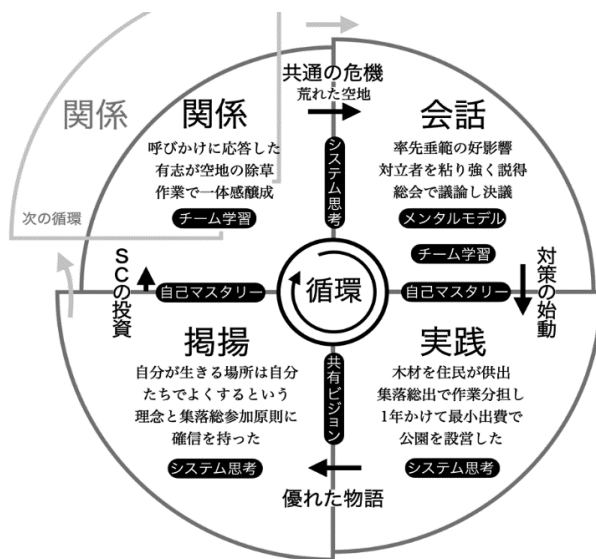 関係
次の循環
関係
呼びかけに応答した
有志が空地の除草
作業で一体感醸成
チーム学習
共通の危機
荒れた空地
システム思考
会話
率先垂範の好影響
対立者を粘り強く説得
総会で議論し決議
メンタルモデル
チーム学習
自己マスタリー
対策の始動
循環
実践
木材を住民が供出
集落総出で作業分担し
1年かけて最小出費で
公園を設営した
システム思考
共有ビジョン
優れた物語
掲揚
自分が生きる場所は自分
たちでよくするという
理念と集落総参加原則に
確信を持った
システム思考
SCの投資
自己マスタリー